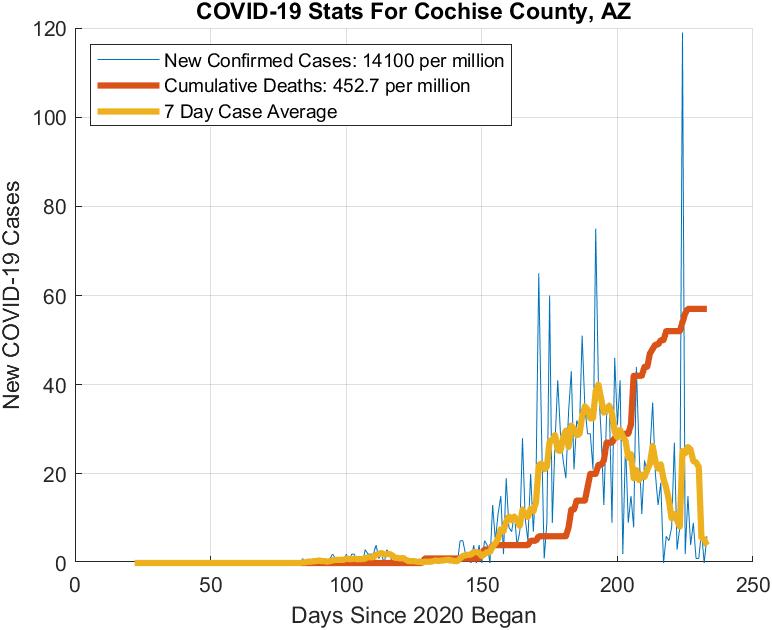 COVID-19 Stats For Cochise County, AZ
New Confirmed Cases: 14100 per million
Cumulative Deaths: 452.7 per million
7 Day Case Average
New COVID-19 Cases
120
100
80
60
40
20
0
0 50 100 150 200 250
Days Since 2020 Began